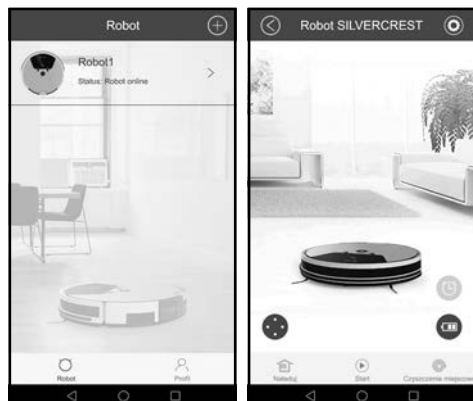 Robot
Robot1
Status: Robot online
Robot
Profil
Robot SILVERCREST
Naładuj
Start
Czyszczenie miejscowe